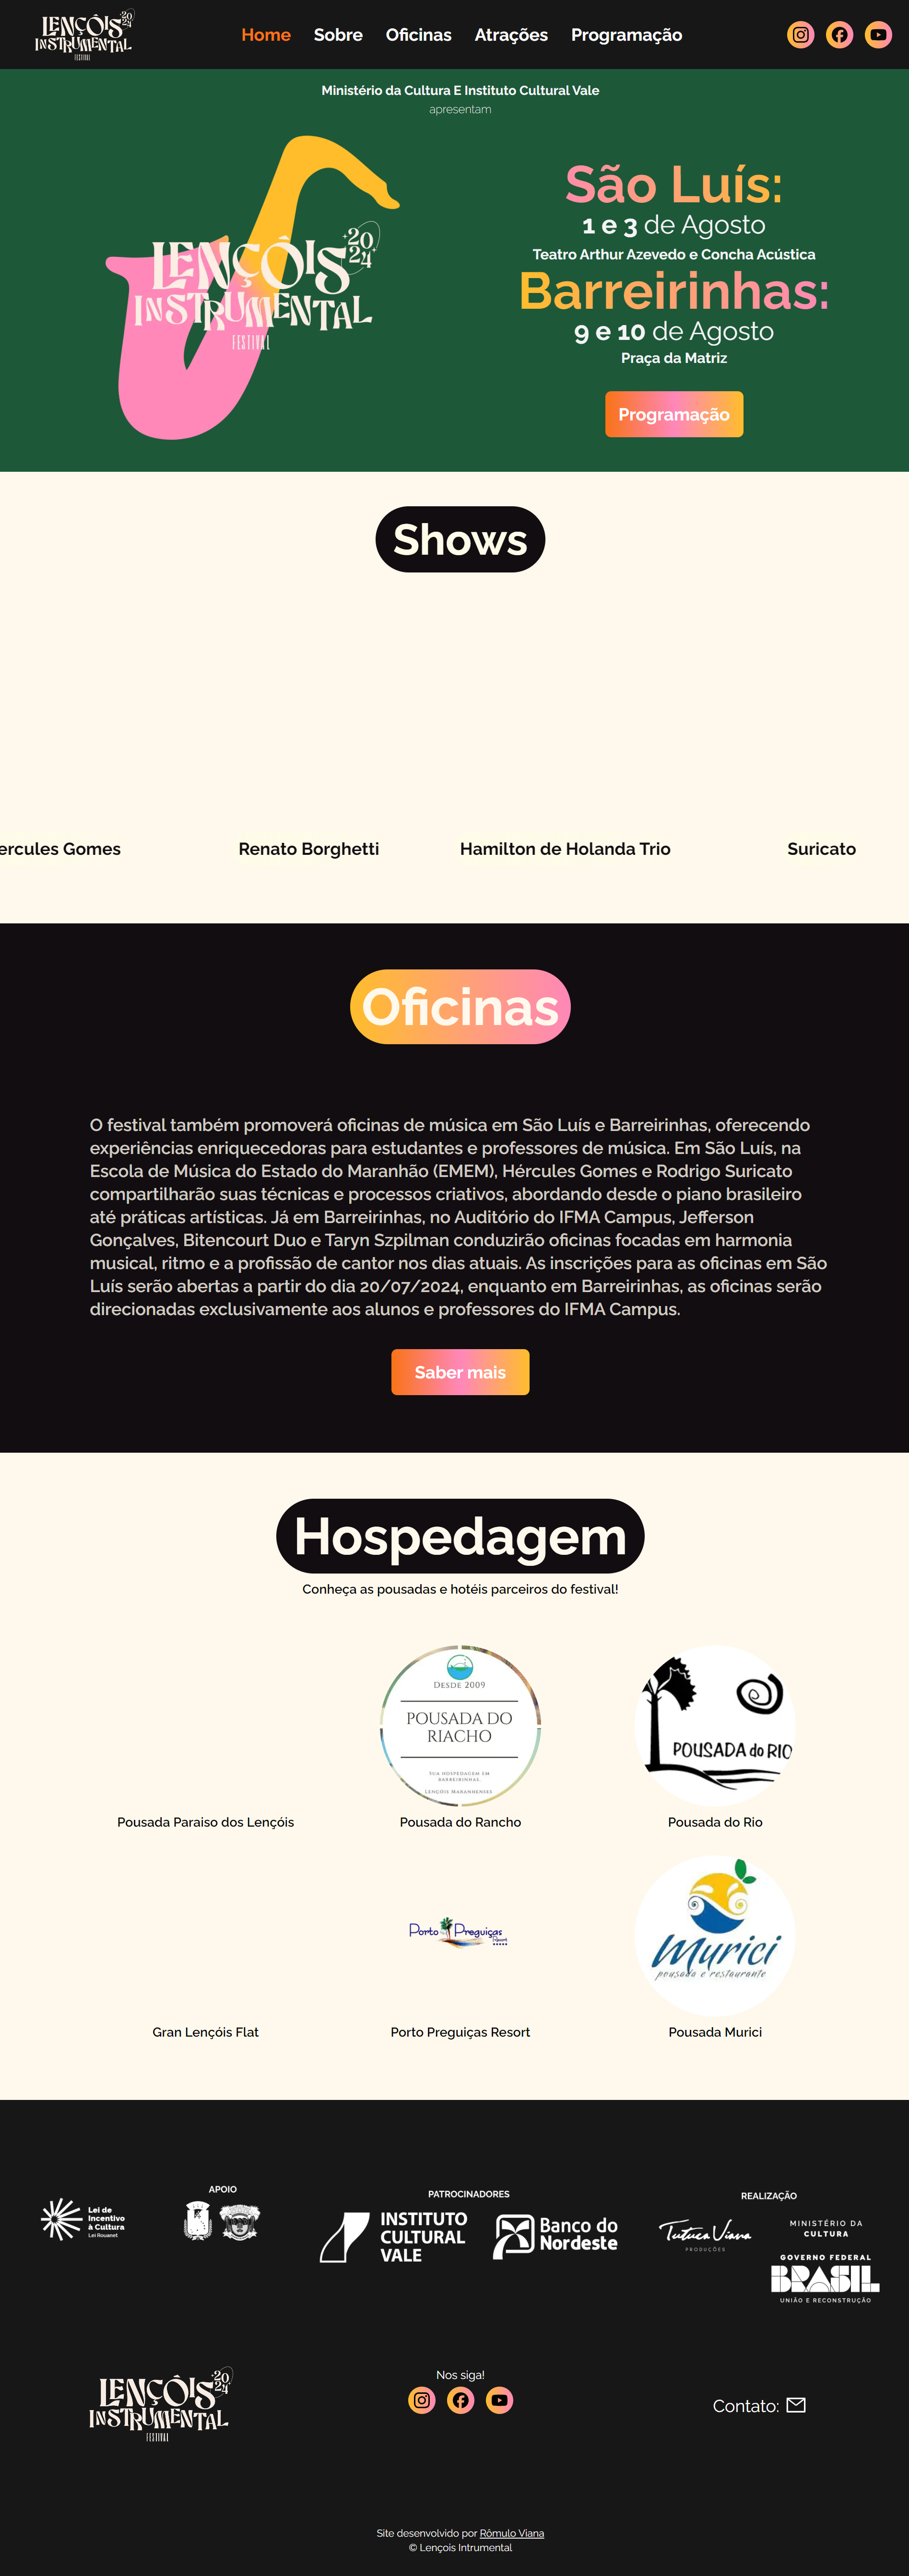 LENÇÓIS 2024
INSTRUMENTAL
FESTIVAL
Home Sobre Oficinas Atrações Programação
Ministério da Cultura E Instituto Cultural Vale
apresentam
LENÇÓIS 2024
INSTRUMENTAL
FESTIVAL
São Luís:
1 e 3 de Agosto
Teatro Arthur Azevedo e Concha Acústica
Barreirinhas:
9 e 10 de Agosto
Praça da Matriz
Programação
Shows
ercules Gomes
Renato Borghetti
Hamilton de Holanda Trio
Suricato
Oficinas
O festival também promoverá oficinas de música em São Luís e Barreirinhas, oferecendo
experiências enriquecedoras para estudantes e professores de música. Em São Luís, na
Escola de Música do Estado do Maranhão (EMEM), Hércules Gomes e Rodrigo Suricato
compartilharão suas técnicas e processos criativos, abordando desde o piano brasileiro
até práticas artísticas. Já em Barreirinhas, no Auditório do IFMA Campus, Jefferson
Gonçalves, Bitencourt Duo e Taryn Szpilman conduzirão oficinas focadas em harmonia
musical, ritmo e a profissão de cantor nos dias atuais. As inscrições para as oficinas em São
Luís serão abertas a partir do dia 20/07/2024, enquanto em Barreirinhas, as oficinas serão
direcionadas exclusivamente aos alunos e professores do IFMA Campus.
Saber mais
Hospedagem
Conheça as pousadas e hotéis parceiros do festival!
DESDE 2009
POUSADA DO
RIACHO
SUA HOSPEDAGEM EM
BARREIRINHAS
LENÇÓIS MARANHENSES
POUSADA do RIO
Pousada Paraiso dos Lençóis
Pousada do Rancho
Pousada do Rio
Porto Preguiças
Resort
Murici
pousada e restaurante
Gran Lençóis Flat
Porto Preguiças Resort
Pousada Murici
Lei de
Incentivo
à Cultura
Lei Rouanet
APOIO
PATROCINADORES
INSTITUTO
CULTURAL
VALE
Banco do
Nordeste
REALIZAÇÃO
Tutuca Viana
PRODUÇÕES
MINISTÉRIO DA
CULTURA
GOVERNO FEDERAL
BRASIL
UNIÃO E RECONSTRUÇÃO
LENÇÓIS 2024
INSTRUMENTAL
FESTIVAL
Nos siga!
Contato:
Site desenvolvido por Rômulo Viana
© Lençois Intrumental